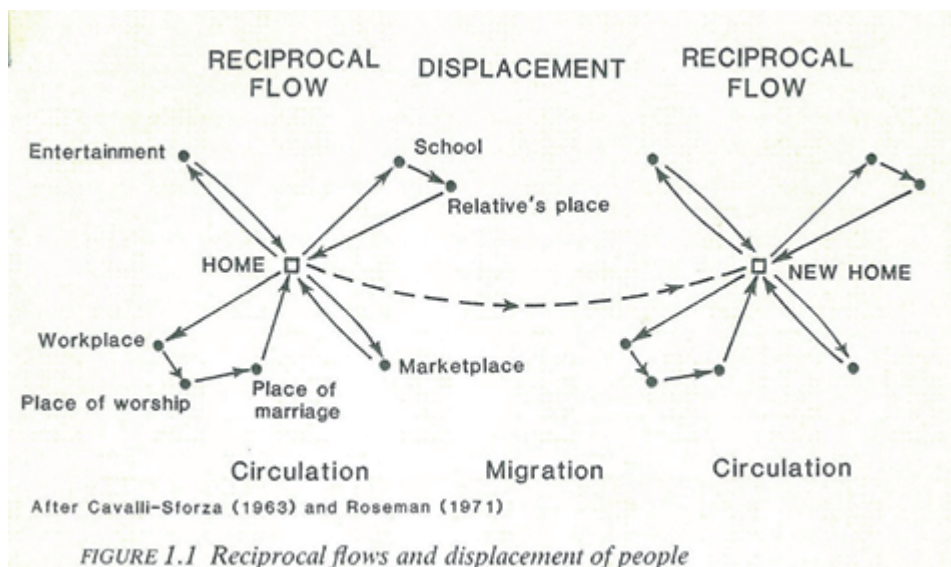 RECIPROCAL
FLOW
DISPLACEMENT
RECIPROCAL
FLOW
Entertainment
School
Relative's place
HOME
NEW HOME
Workplace
Marketplace
Place of worship
Place of
marriage
Circulation
Migration
Circulation
After Cavalli-Sforza (1963) and Roseman (1971)
FIGURE 1.1 Reciprocal flows and displacement of people